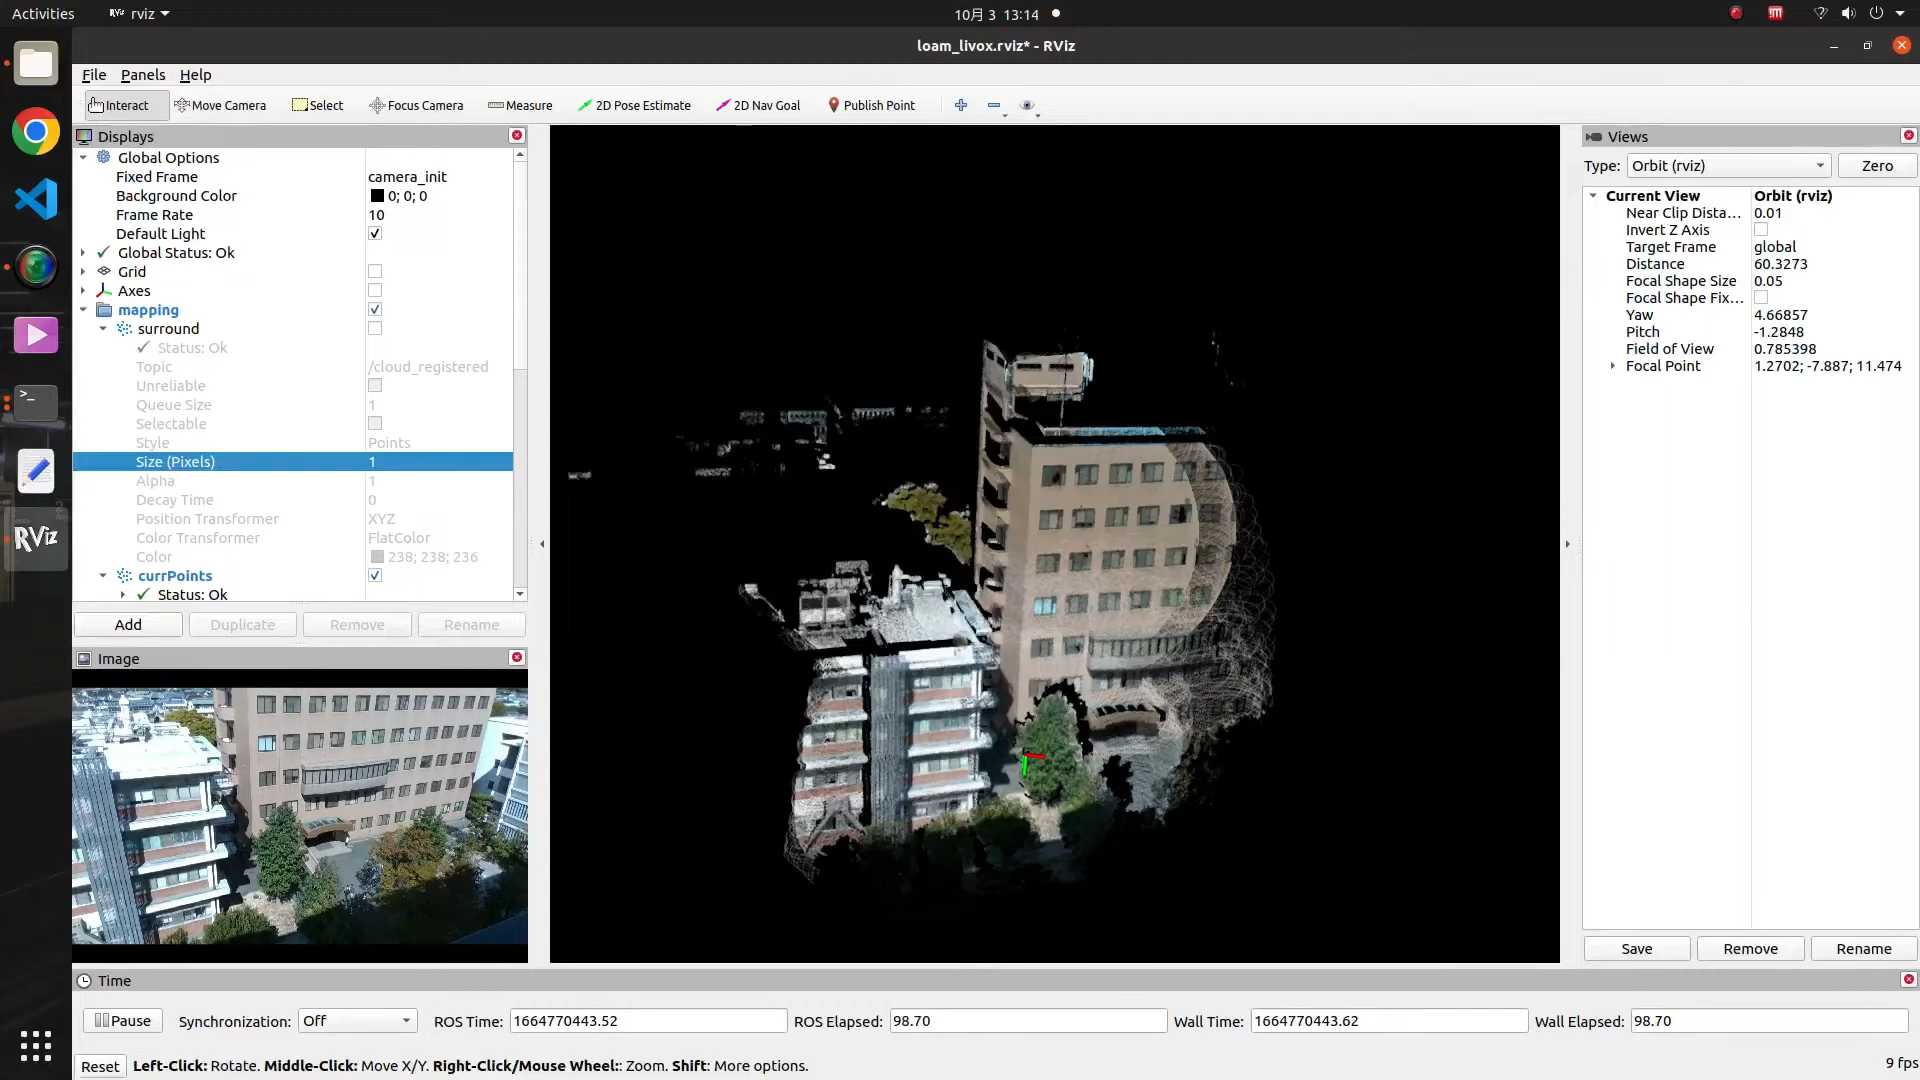 Activities
rviz
10月 3 13:14
loam_livox.rviz* - RViz
File Panels Help
Interact Move Camera Select Focus Camera Measure 2D Pose Estimate 2D Nav Goal Publish Point
Displays
Global Options
Fixed Frame camera_init
Background Color 0; 0; 0
Frame Rate 10
Default Light
Global Status: Ok
Grid
Axes
mapping
surround
Status: Ok
Topic /cloud_registered
Unreliable
Queue Size 1
Selectable
Style Points
Size (Pixels) 1
Alpha 1
Decay Time 0
Position Transformer XYZ
Color Transformer FlatColor
Color 238; 238; 236
currPoints
Status: Ok
Add Duplicate Remove Rename
Image
RViz
Views
Type: Orbit (rviz) Zero
Current View Orbit (rviz)
Near Clip Dista... 0.01
Invert Z Axis
Target Frame global
Distance 60.3273
Focal Shape Size 0.05
Focal Shape Fix...
Yaw 4.66857
Pitch -1.2848
Field of View 0.785398
Focal Point 1.2702; -7.887; 11.474
Save Remove Rename
Time
Pause Synchronization: Off ROS Time: 1664770443.52 ROS Elapsed: 98.70 Wall Time: 1664770443.62 Wall Elapsed: 98.70
Reset Left-Click: Rotate. Middle-Click: Move X/Y. Right-Click/Mouse Wheel:: Zoom. Shift: More options.
9 fps